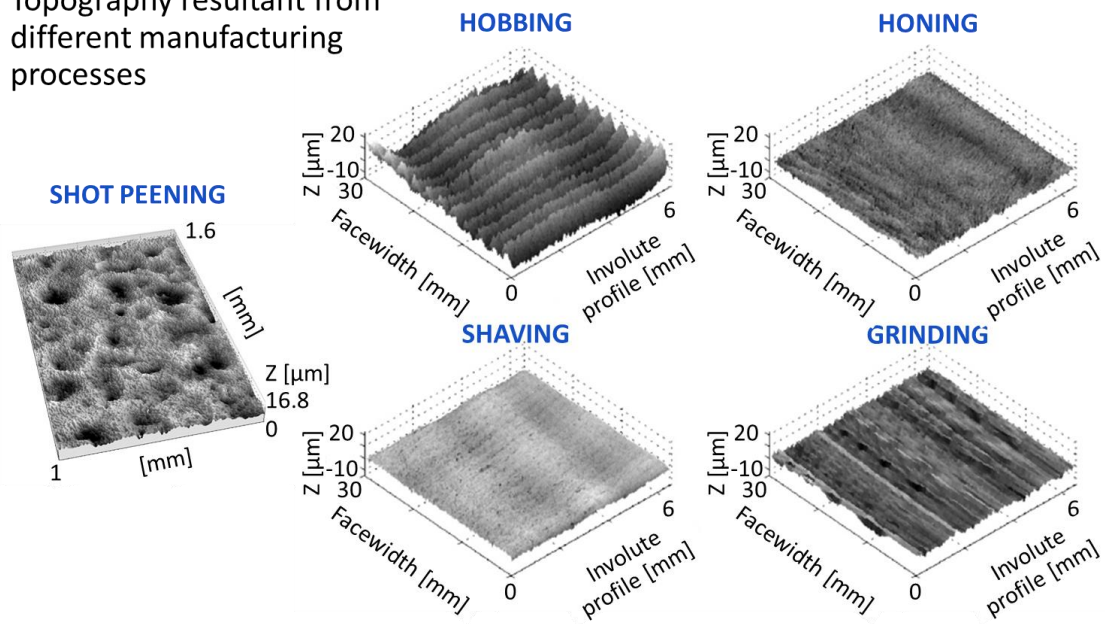 Topography resultant from
different manufacturing
processes
SHOT PEENING
1.6
[mm]
Z [µm]
16.8
0
1
[mm]
HOBBING
Z [µm]
20
-10
30
Facewidth [mm]
0
Involute
profile [mm]
6
HONING
Z [µm]
20
-10
30
Facewidth [mm]
0
Involute
profile [mm]
6
SHAVING
Z [µm]
20
-10
30
Facewidth [mm]
0
Involute
profile [mm]
6
GRINDING
Z [µm]
20
-10
30
Facewidth [mm]
0
Involute
profile [mm]
6